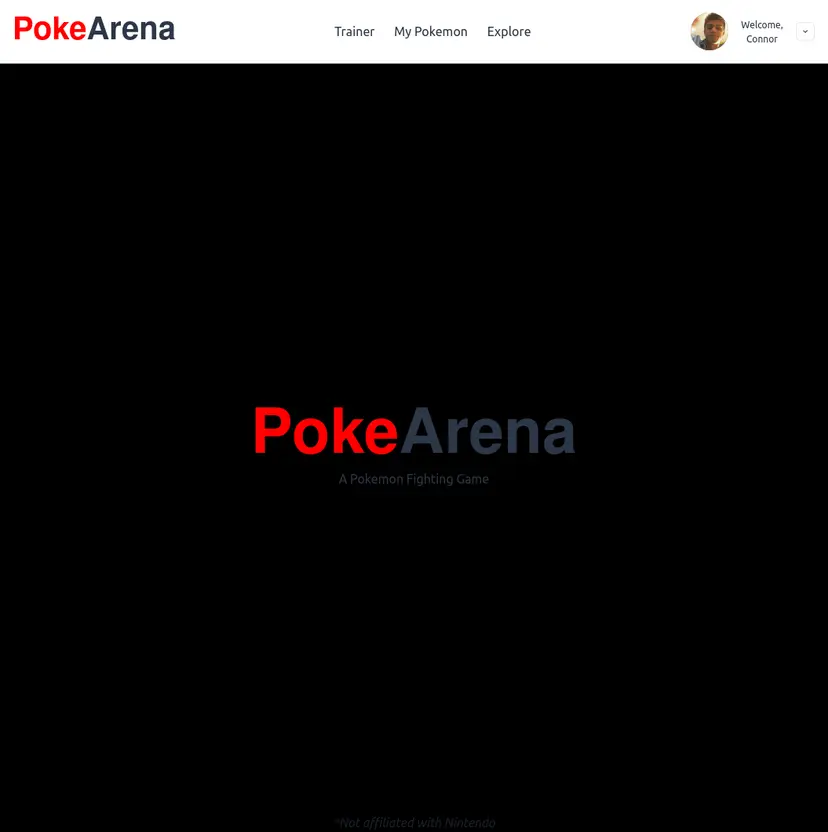 PokeArena
Trainer My Pokemon Explore
Welcome,
Connor
PokeArena
A Pokemon Fighting Game
*Not affiliated with Nintendo